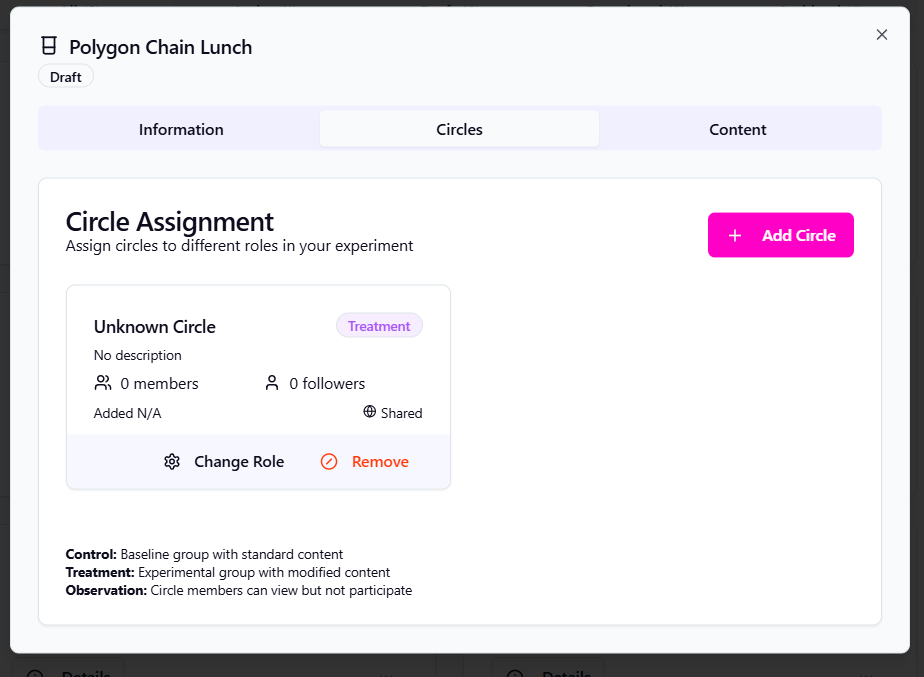 Polygon Chain Lunch
Draft
Information
Circles
Content
Circle Assignment
Assign circles to different roles in your experiment
Add Circle
Unknown Circle
Treatment
No description
0 members
0 followers
Added N/A
Shared
Change Role
Remove
Control: Baseline group with standard content
Treatment: Experimental group with modified content
Observation: Circle members can view but not participate
Details
Details